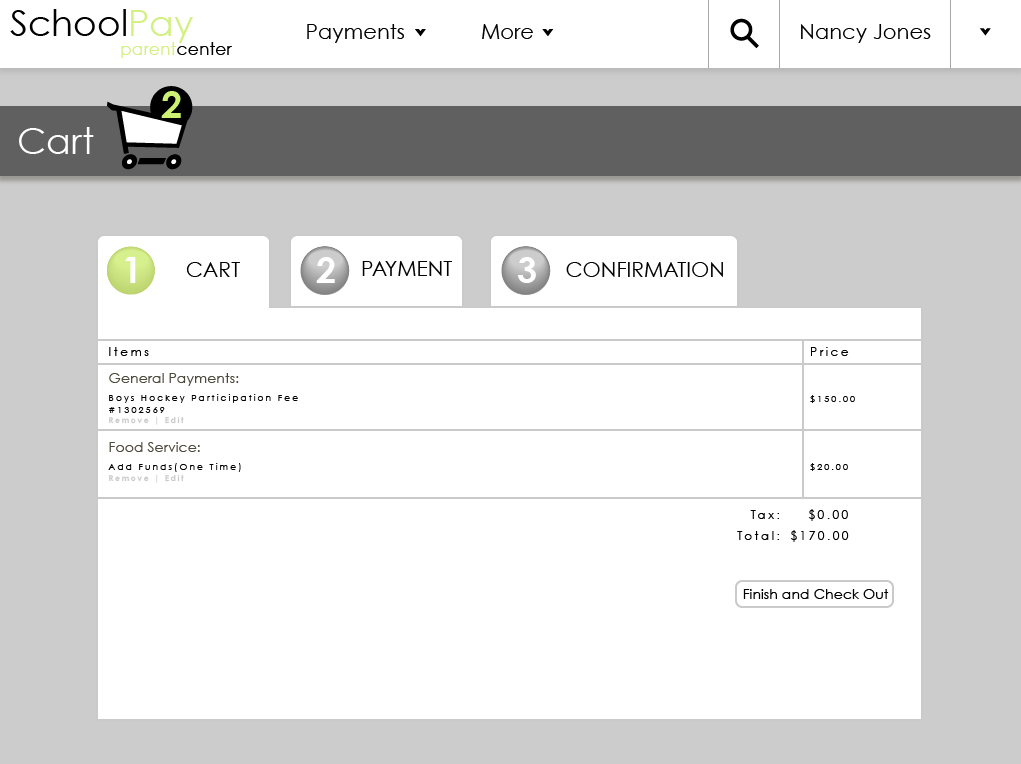 SchoolPay
parentcenter
Payments
More
Nancy Jones
Cart
2
1 CART
2 PAYMENT
3 CONFIRMATION
Items Price
General Payments:
Boys Hockey Participation Fee
#1302569
$150.00
Remove | Edit
Food Service:
Add Funds(One Time)
$20.00
Remove | Edit
Tax: $0.00
Total: $170.00
Finish and Check Out